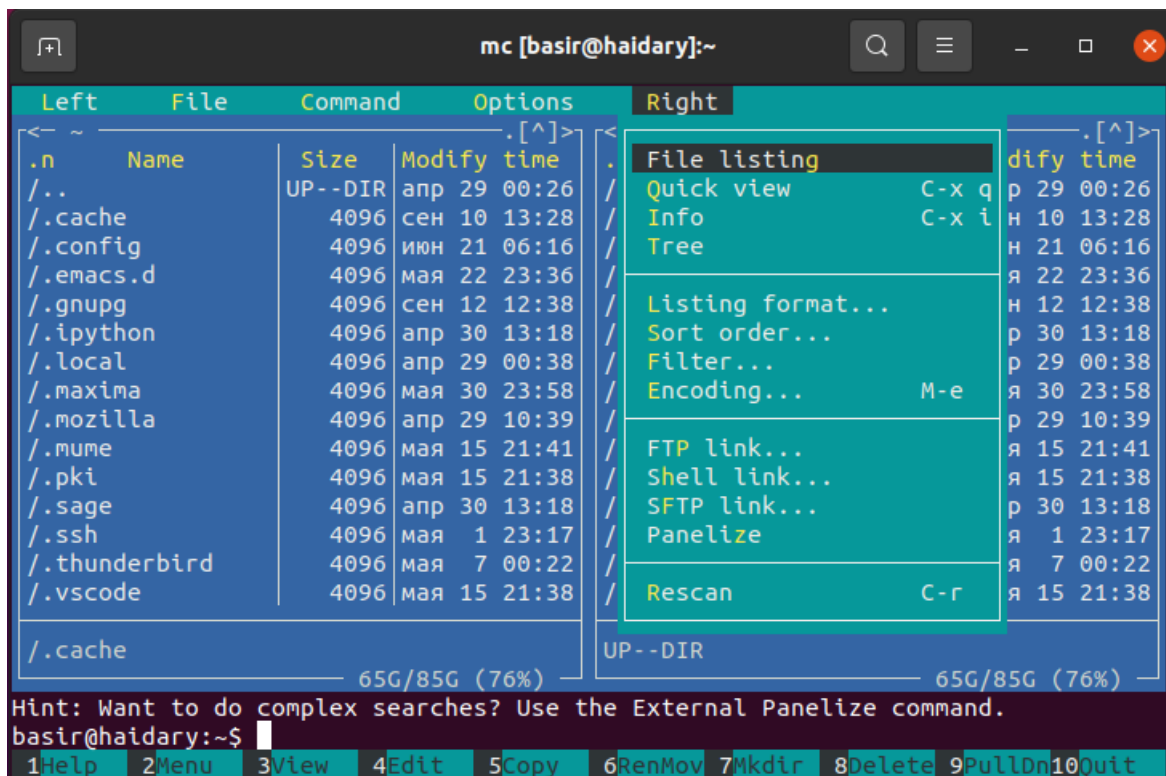 mc [basir@haidary]:~
Left File Command Options Right
<— ~ .[^]>
.n Name Size Modify time
/.. UP--DIR апр 29 00:26
/.cache 4096 сен 10 13:28
/.config 4096 июн 21 06:16
/.emacs.d 4096 мая 22 23:36
/.gnupg 4096 сен 12 12:38
/.ipython 4096 апр 30 13:18
/.local 4096 апр 29 00:38
/.maxima 4096 мая 30 23:58
/.mozilla 4096 апр 29 10:39
/.mume 4096 мая 15 21:41
/.pki 4096 мая 15 21:38
/.sage 4096 апр 30 13:18
/.ssh 4096 мая 1 23:17
/.thunderbird 4096 мая 7 00:22
/.vscode 4096 мая 15 21:38
/.cache
65G/85G (76%)
< .[^]>
. File listing dify time
/ Quick view C-x q р 29 00:26
/ Info C-x i н 10 13:28
/ Tree н 21 06:16
/ я 22 23:36
/ Listing format... н 12 12:38
/ Sort order... р 30 13:18
/ Filter... р 29 00:38
/ Encoding... M-e я 30 23:58
/ р 29 10:39
/ FTP link... я 15 21:41
/ Shell link... я 15 21:38
/ SFTP link... р 30 13:18
/ Panelize я 1 23:17
/ я 7 00:22
/ Rescan C-r я 15 21:38
UP--DIR
65G/85G (76%)
Hint: Want to do complex searches? Use the External Panelize command.
basir@haidary:~$
1Help 2Menu 3View 4Edit 5Copy 6RenMov 7Mkdir 8Delete 9PullDn 10Quit